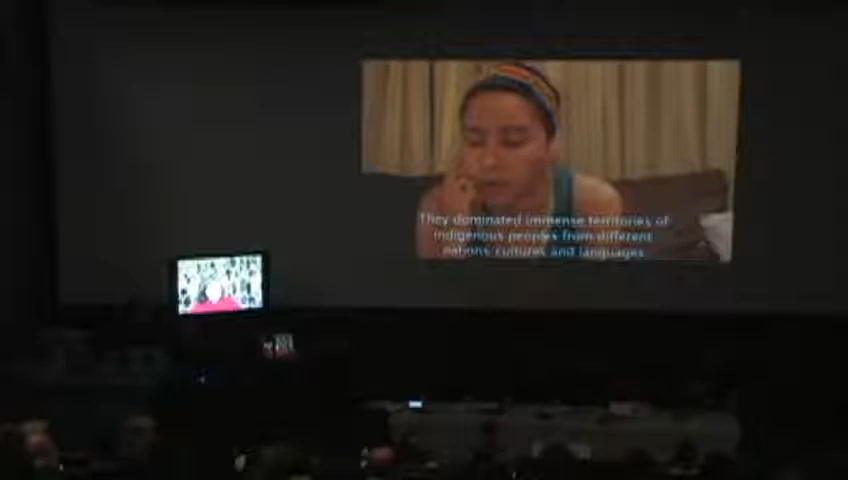 They dominated immense territories of
indigenous peoples from different
nations' cultures and languages